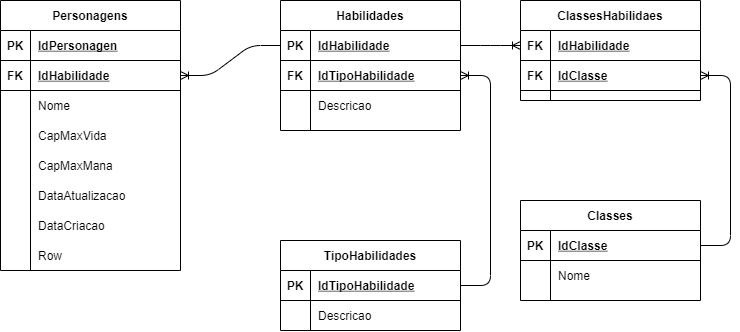 Personagens
PK IdPersonagen
FK IdHabilidade
Nome
CapMaxVida
CapMaxMana
DataAtualizacao
DataCriacao
Row
Habilidades
PK IdHabilidade
FK IdTipoHabilidade
Descricao
ClassesHabilidaes
FK IdHabilidade
FK IdClasse
TipoHabilidades
PK IdTipoHabilidade
Descricao
Classes
PK IdClasse
Nome